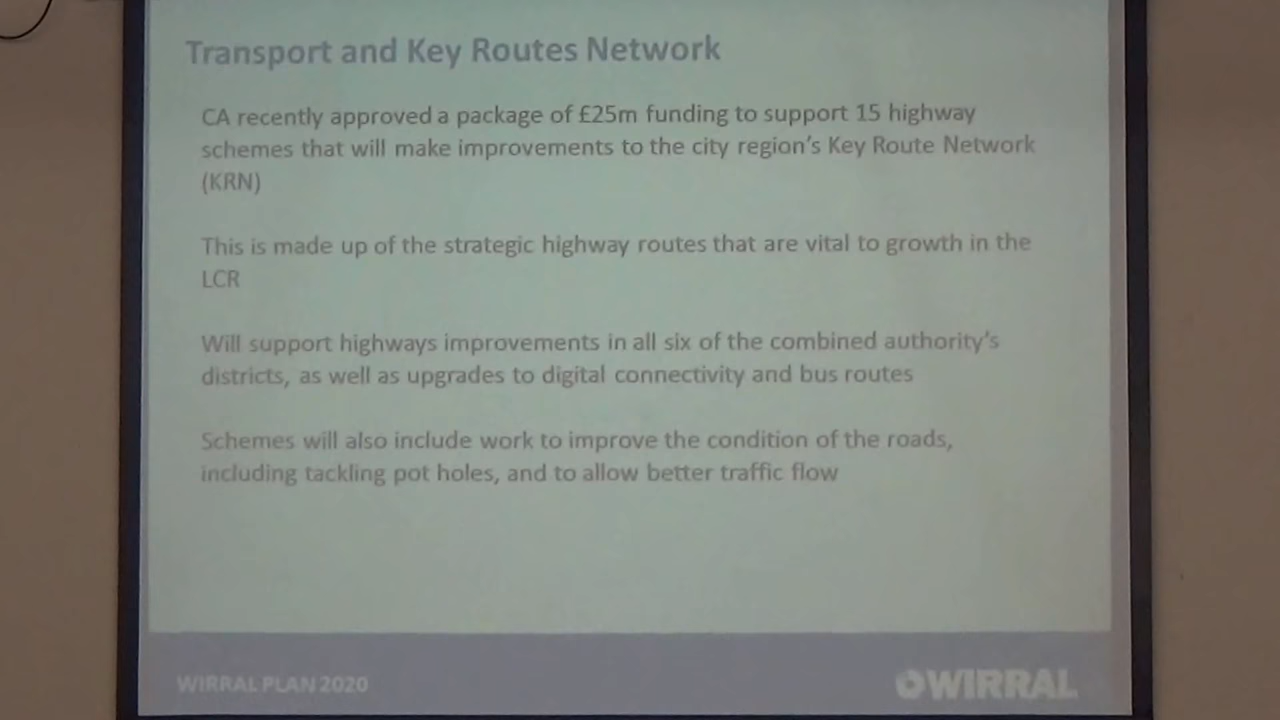 Transport and Key Routes Network
CA recently approved a package of £25m funding to support 15 highway
schemes that will make improvements to the city region's Key Route Network
(KRN)
This is made up of the strategic highway routes that are vital to growth in the
LCR
Will support highways improvements in all six of the combined authority's
districts, as well as upgrades to digital connectivity and bus routes
Schemes will also include work to improve the condition of the roads,
including tackling pot holes, and to allow better traffic flow
WIRRAL PLAN 2020
WIRRAL